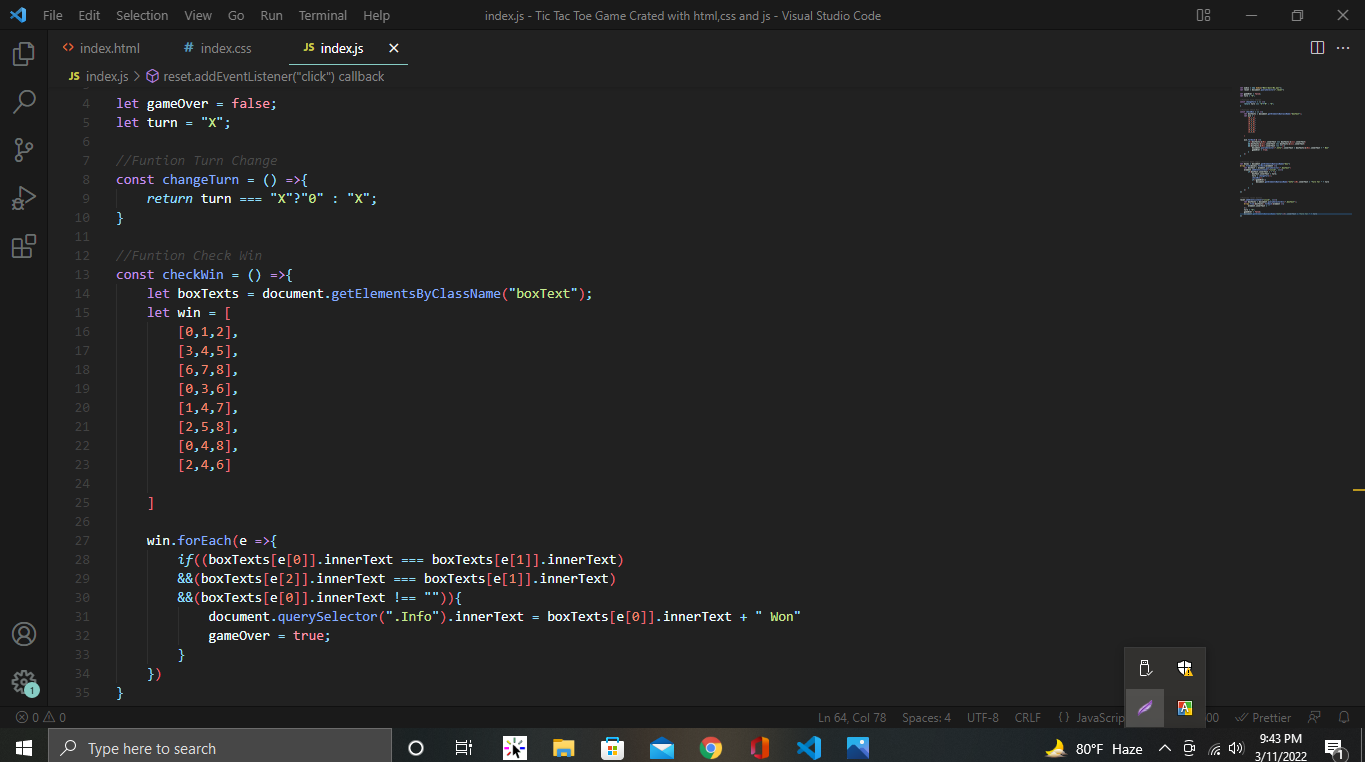 File Edit Selection View Go Run Terminal Help index.js - Tic Tac Toe Game Crated with html,css and js - Visual Studio Code
<> index.html # index.css JS index.js
JS index.js > reset.addEventListener("click") callback
4 let gameOver = false;
5 let turn = "X";
6
7 //Funtion Turn Change
8 const changeTurn = () =>{
9 return turn === "X"?"0" : "X";
10 }
11
12 //Funtion Check Win
13 const checkWin = () =>{
14 let boxTexts = document.getElementsByClassName("boxText");
15 let win = [
16 [0,1,2],
17 [3,4,5],
18 [6,7,8],
19 [0,3,6],
20 [1,4,7],
21 [2,5,8],
22 [0,4,8],
23 [2,4,6]
24
25 ]
26
27 win.forEach(e =>{
28 if((boxTexts[e[0]].innerText === boxTexts[e[1]].innerText)
29 &&(boxTexts[e[2]].innerText === boxTexts[e[1]].innerText)
30 &&(boxTexts[e[0]].innerText !== "")){
31 document.querySelector(".Info").innerText = boxTexts[e[0]].innerText + " Won"
32 gameOver = true;
33 }
34 })
35 }
1
0 0 Ln 64, Col 78 Spaces: 4 UTF-8 CRLF {} JavaScrip 00 Prettier
A
Type here to search 80°F Haze 9:43 PM
3/11/2022 1